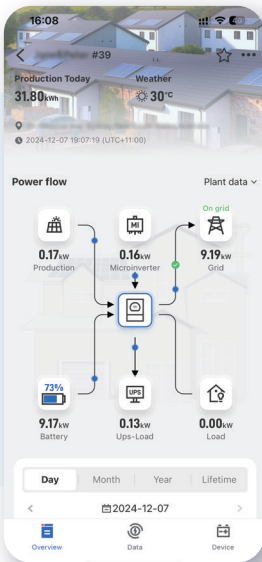 16:08
#39
Production Today
Weather
31.80kWh
30°C
2024-12-07 19:07:19 (UTC+11:00)
Power flow
Plant data
On grid
MI
0.17kW
0.16kW
9.19kW
Production
Microinverter
Grid
73%
UPS
9.17kW
0.13kW
0.00kW
Battery
Ups-Load
Load
Day
Month
Year
Lifetime
2024-12-07
Overview
Data
Device